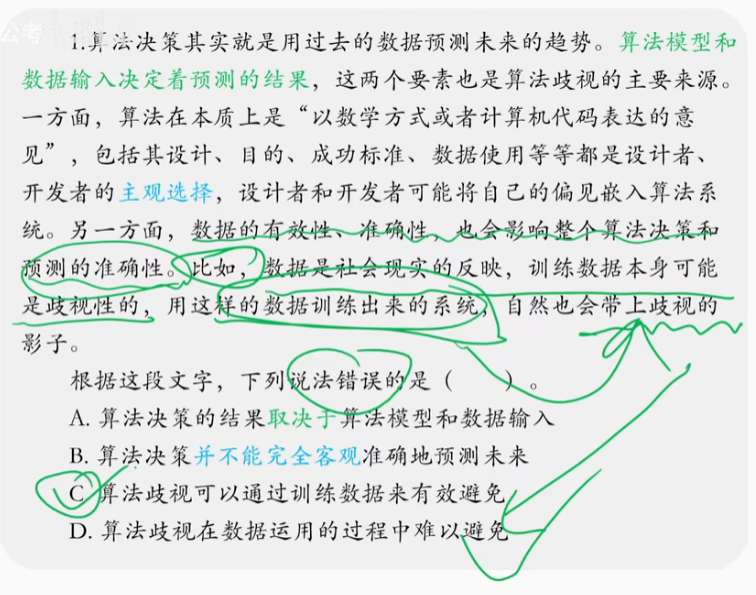 公考
1.算法决策其实就是用过去的数据预测未来的趋势。算法模型和
数据输入决定着预测的结果，这两个要素也是算法歧视的主要来源。
一方面，算法在本质上是“以数学方式或者计算机代码表达的意
见”，包括其设计、目的、成功标准、数据使用等等都是设计者、
开发者的主观选择，设计者和开发者可能将自己的偏见嵌入算法系
统。另一方面，数据的有效性、准确性，也会影响整个算法决策和
预测的准确性。比如，数据是社会现实的反映，训练数据本身可能
是歧视性的，用这样的数据训练出来的系统，自然也会带上歧视的
影子。
根据这段文字，下列说法错误的是（　　）。
A. 算法决策的结果取决于算法模型和数据输入
B. 算法决策并不能完全客观准确地预测未来
C 算法歧视可以通过训练数据来有效避免
D. 算法歧视在数据运用的过程中难以避免